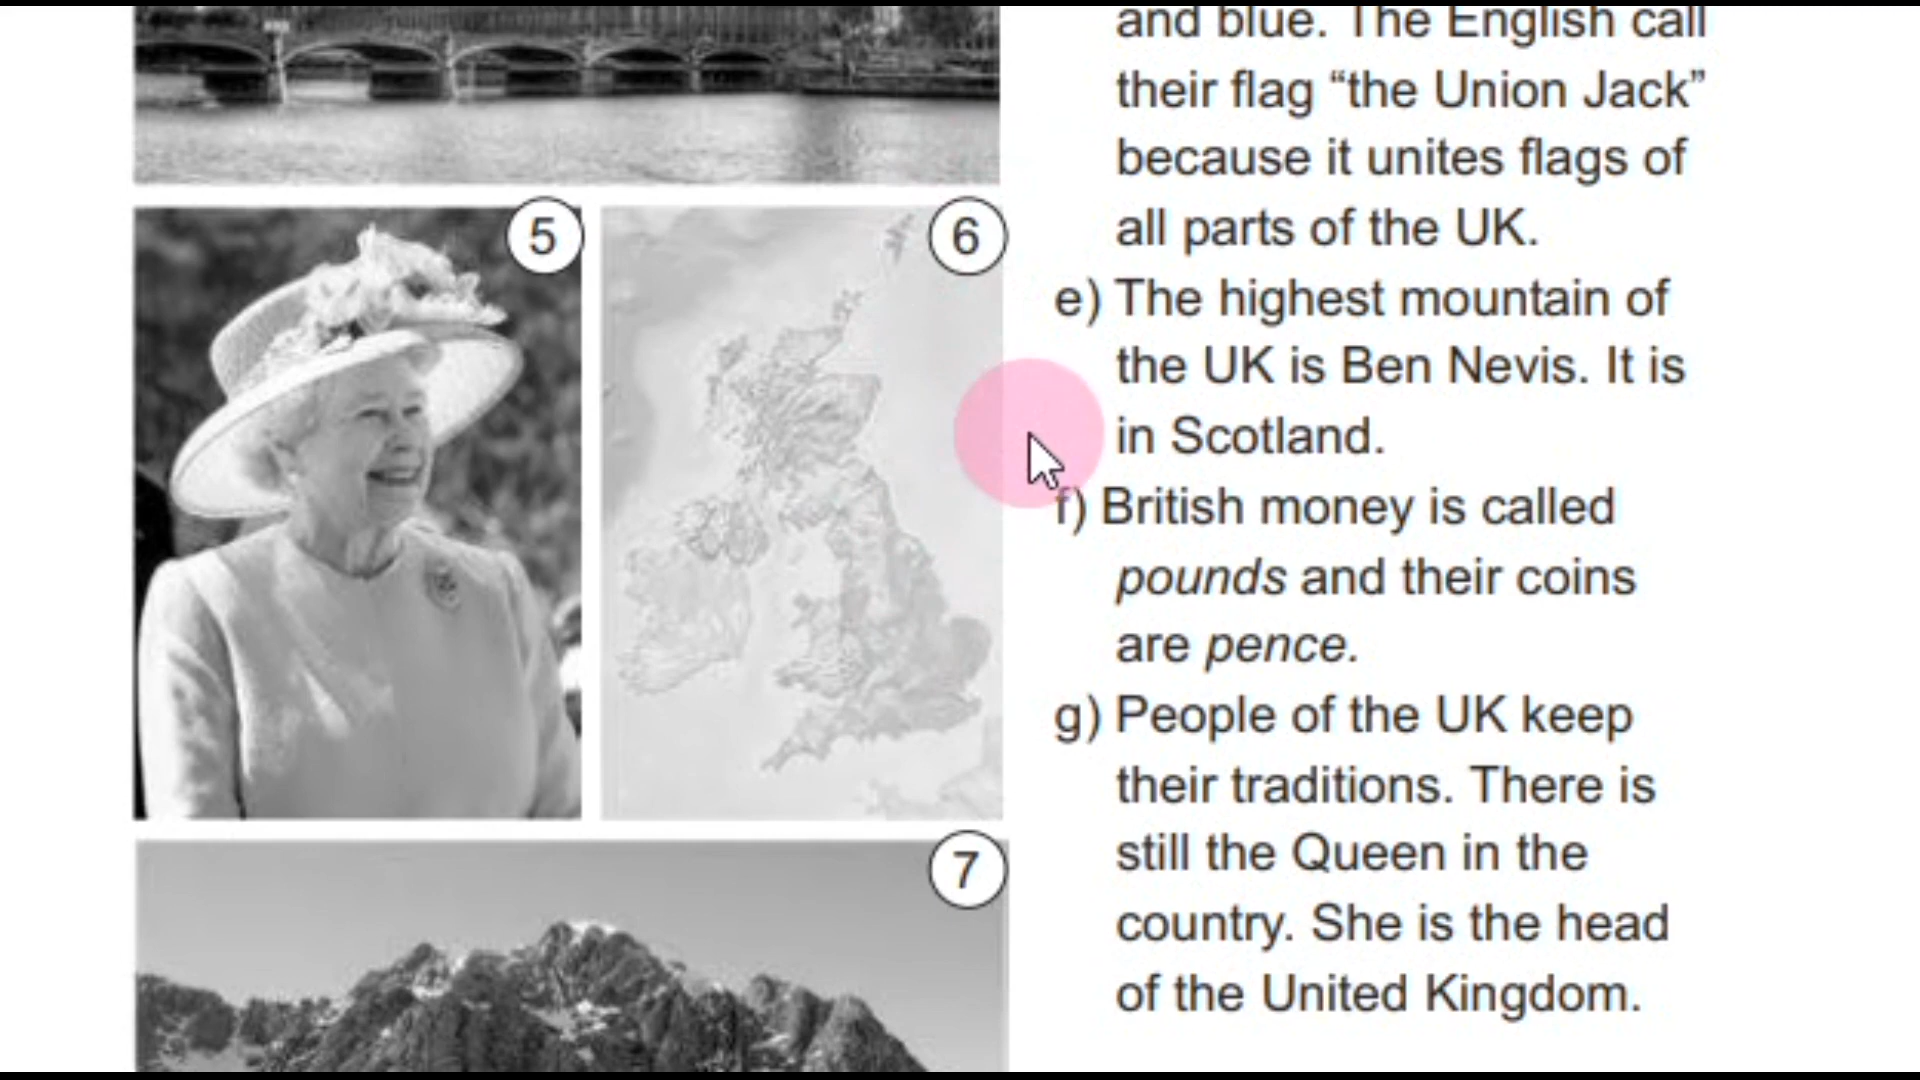 and blue. The English call
their flag “the Union Jack”
because it unites flags of
all parts of the UK.
5
6
e) The highest mountain of
the UK is Ben Nevis. It is
in Scotland.
f) British money is called
pounds and their coins
are pence.
g) People of the UK keep
their traditions. There is
still the Queen in the
country. She is the head
of the United Kingdom.
7